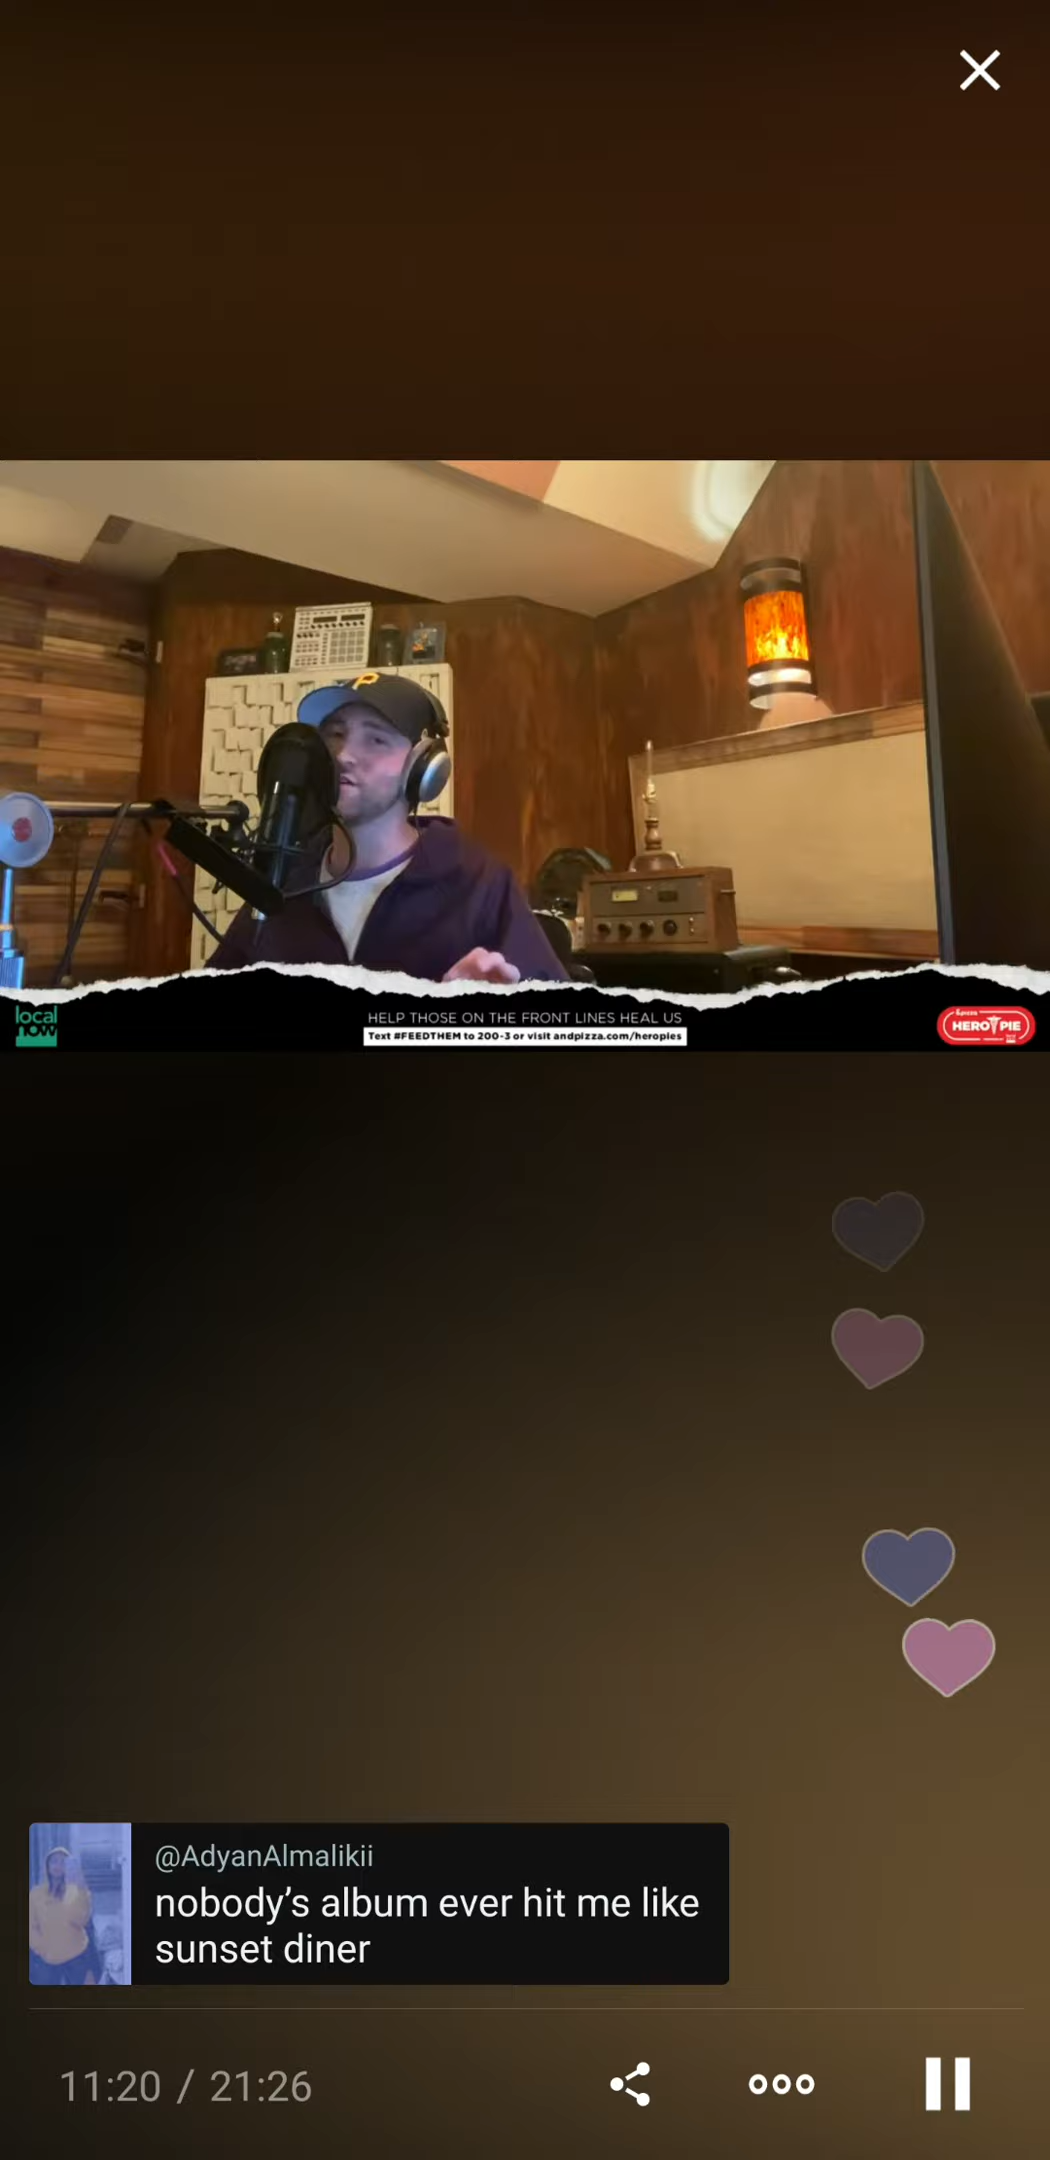 P
local
now
HELP THOSE ON THE FRONT LINES HEAL US
Text #FEEDTHEM to 200-3 or visit andpizza.com/heropies
&pizza
HERO PIE
@AdyanAlmalikii
nobody’s album ever hit me like
sunset diner
11:20 / 21:26